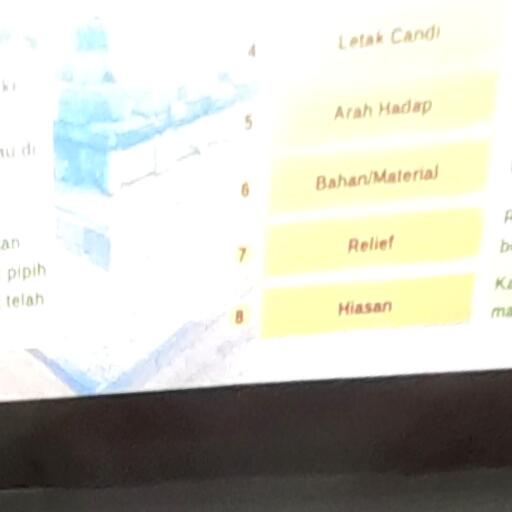 4 Letak Candi
5 Arah Hadap
6 Bahan/Material
7 Relief
8 Hiasan
an
pipih
telah